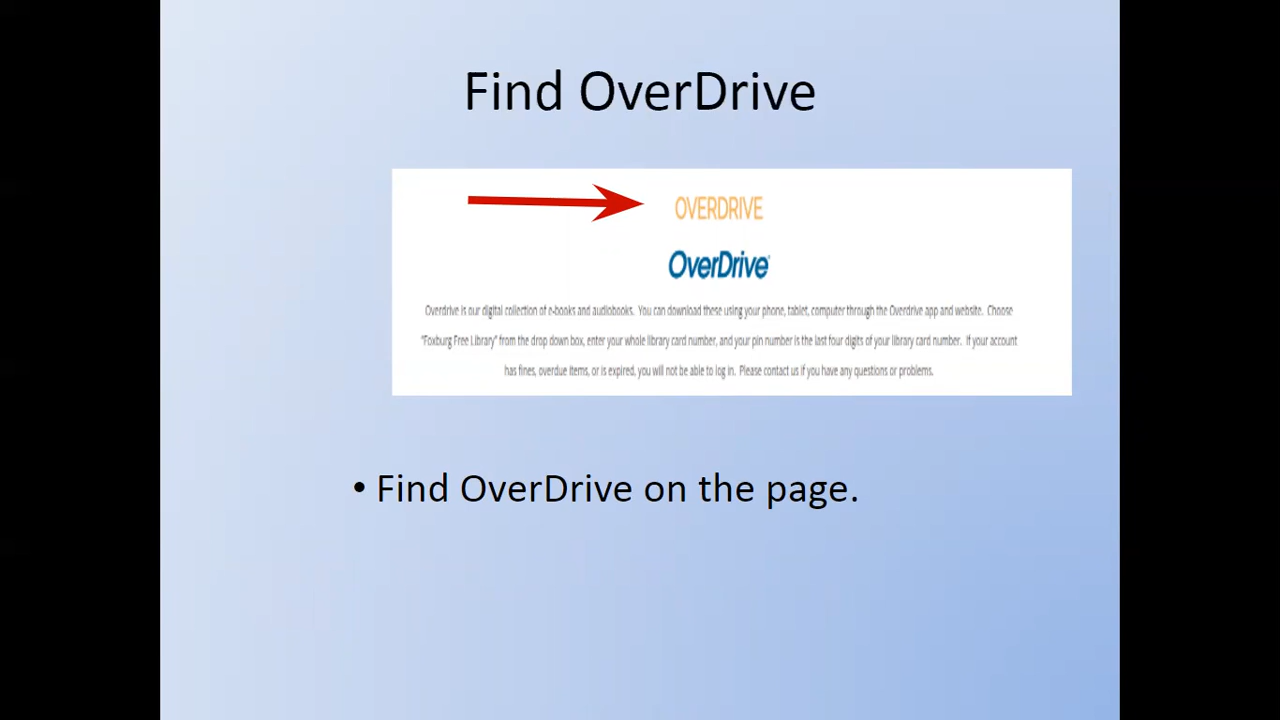 Find OverDrive
OVERDRIVE
OverDrive
Overdrive is our digital collection of e-books and audiobooks. You can download these using your phone, tablet, computer through the Overdrive app and website. Choose
"Foxburg Free Library" from the drop down box, enter your whole library card number, and your pin number is the last four digits of your library card number. If your account
has fines, overdue items, or is expired, you will not be able to log in. Please contact us if you have any questions or problems.
• Find OverDrive on the page.